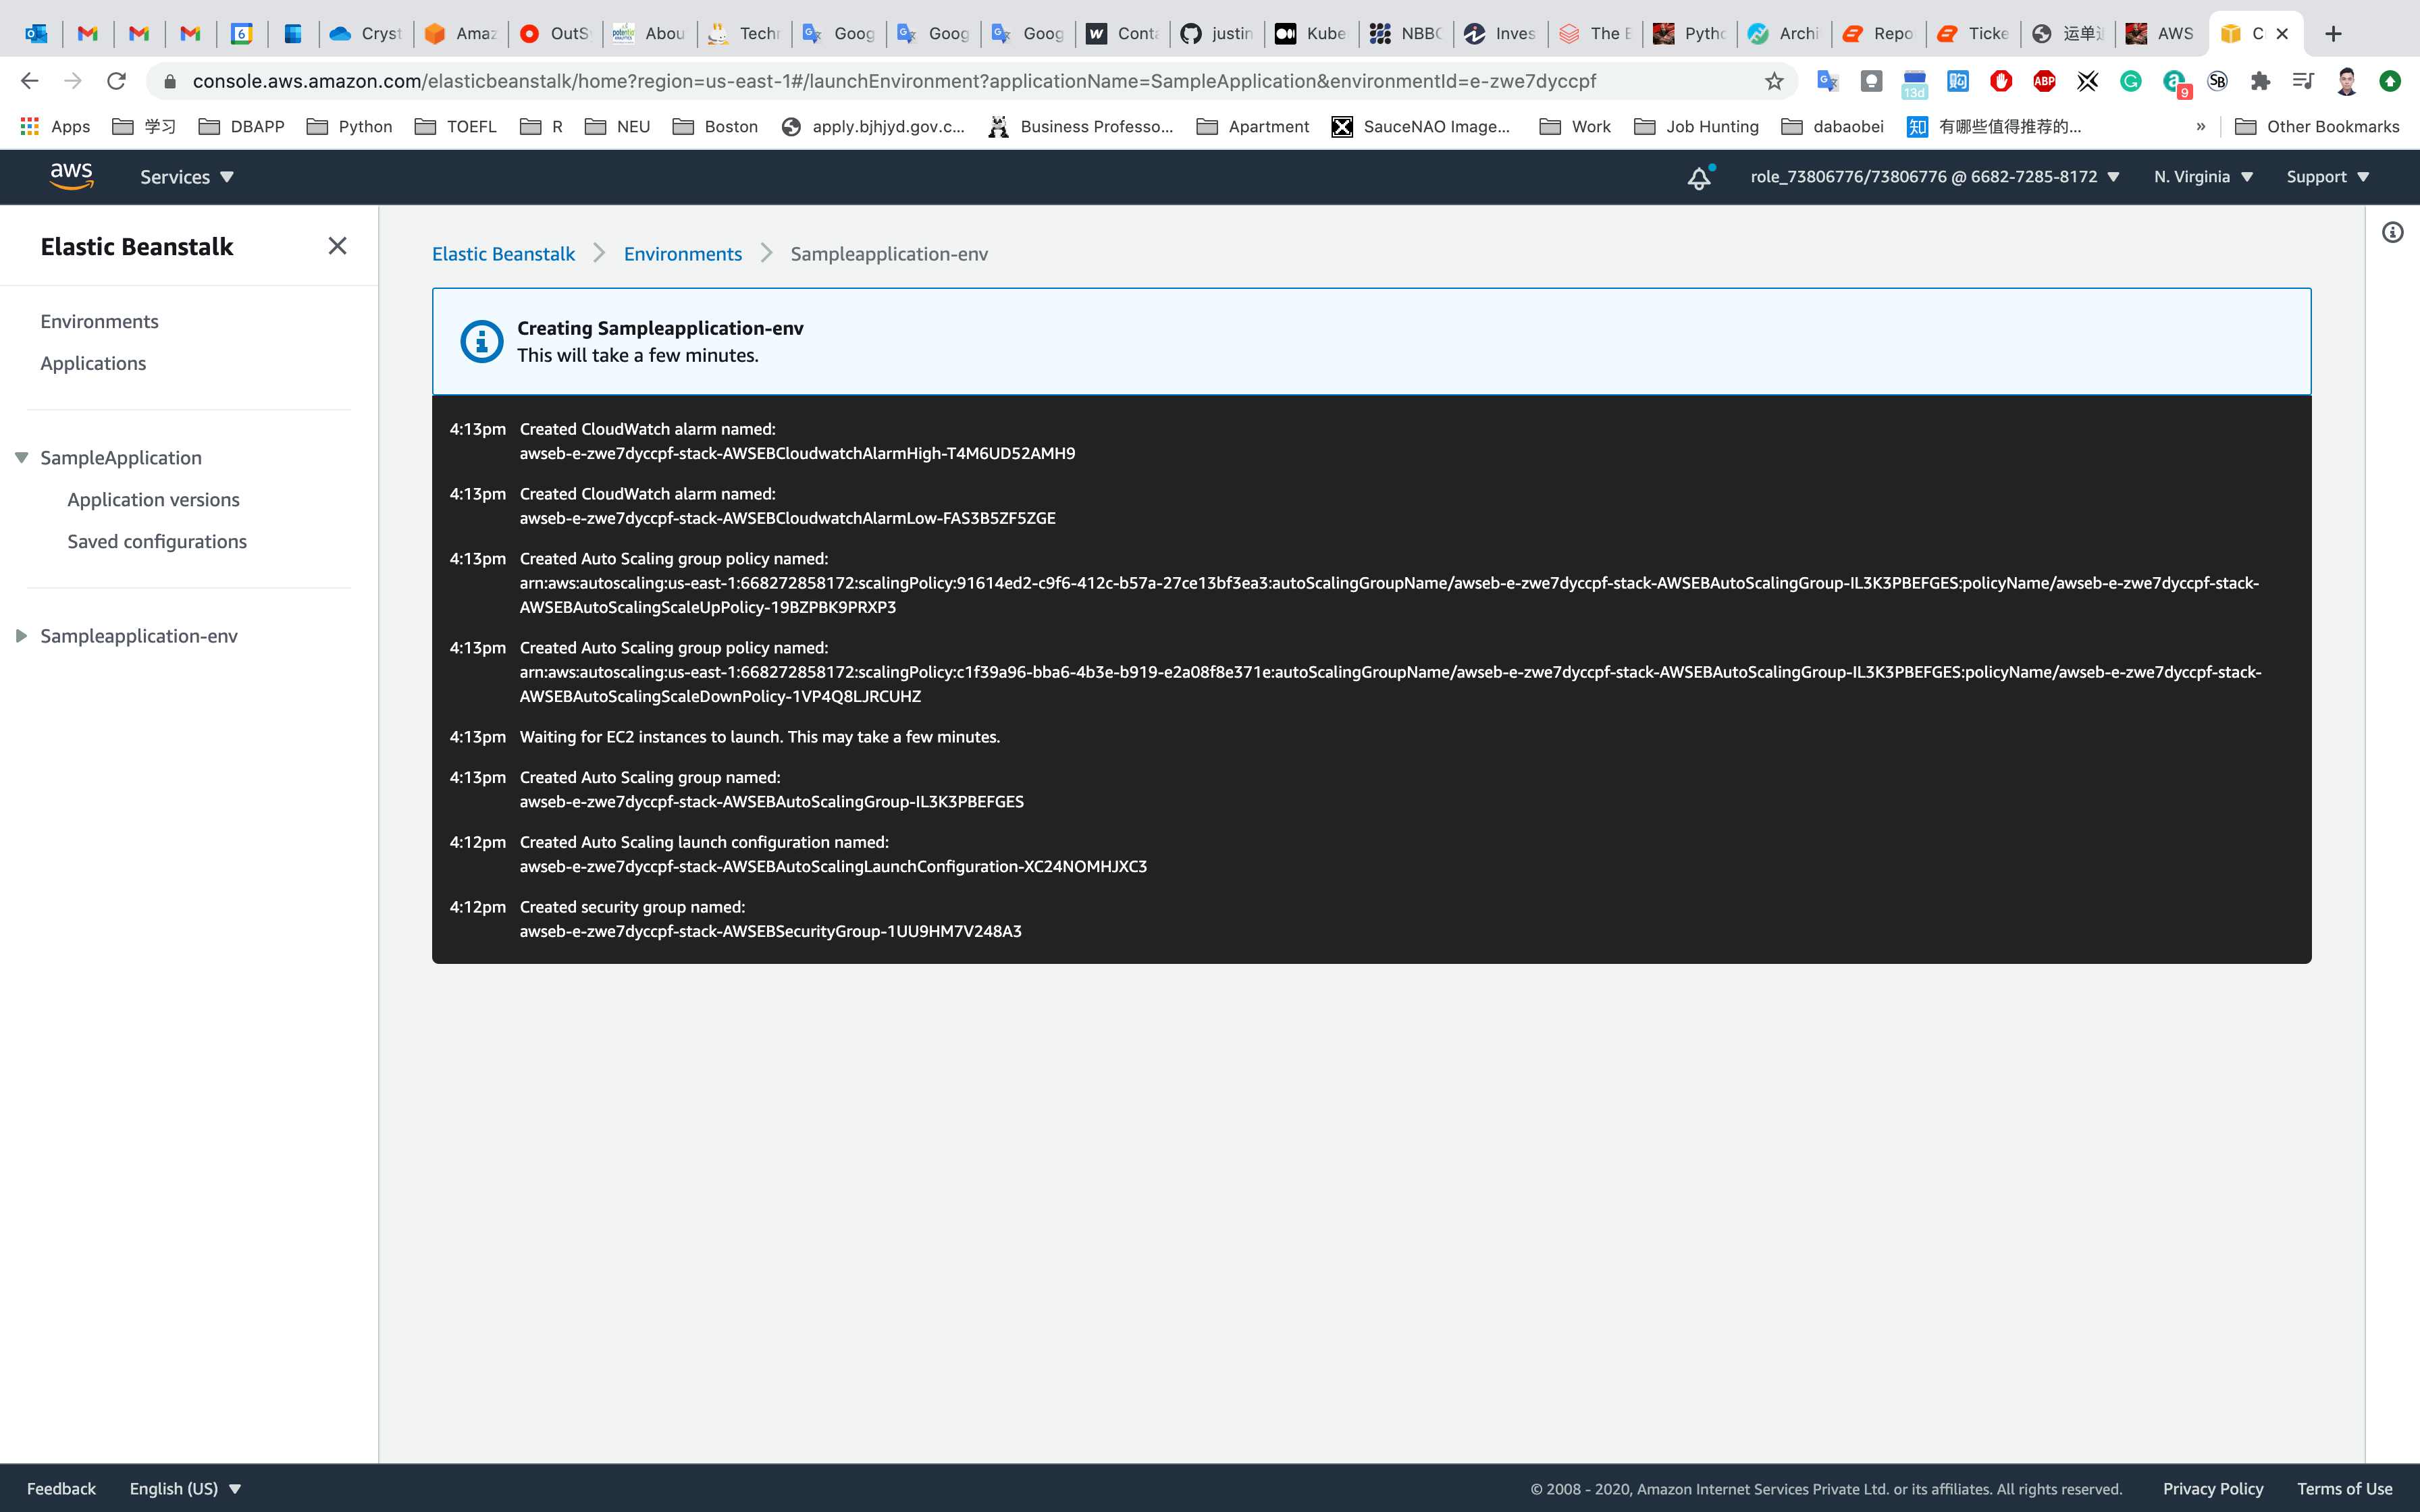 6
Cryst
Amaz
OutS
potential ANALYTICS
Abou
Techn
Goog
Goog
Goog
Conta
justin
Kube
NBBC
Inves
The B
Pytho
Archi
Repo
Ticke
运单
AWS
C
console.aws.amazon.com/elasticbeanstalk/home?region=us-east-1#/launchEnvironment?applicationName=SampleApplication&environmentId=e-zwe7dyccpf
13d
ABP
9
SB
Apps
学习
DBAPP
Python
TOEFL
R
NEU
Boston
apply.bjhjyd.gov.c...
Business Professo...
Apartment
SauceNAO Image...
Work
Job Hunting
dabaobei
知 有哪些值得推荐的...
»
Other Bookmarks
aws
Services
role_73806776/73806776 @ 6682-7285-8172
N. Virginia
Support
Elastic Beanstalk
Environments
Applications
SampleApplication
Application versions
Saved configurations
Sampleapplication-env
Elastic Beanstalk
Environments
Sampleapplication-env
Creating Sampleapplication-env
This will take a few minutes.
4:13pm Created CloudWatch alarm named:
awseb-e-zwe7dyccpf-stack-AWSEBCloudwatchAlarmHigh-T4M6UD52AMH9
4:13pm Created CloudWatch alarm named:
awseb-e-zwe7dyccpf-stack-AWSEBCloudwatchAlarmLow-FAS3B5ZF5ZGE
4:13pm Created Auto Scaling group policy named:
arn:aws:autoscaling:us-east-1:668272858172:scalingPolicy:91614ed2-c9f6-412c-b57a-27ce13bf3ea3:autoScalingGroupName/awseb-e-zwe7dyccpf-stack-AWSEBAutoScalingGroup-IL3K3PBEFGES:policyName/awseb-e-zwe7dyccpf-stack-
AWSEBAutoScalingScaleUpPolicy-19BZPBK9PRXP3
4:13pm Created Auto Scaling group policy named:
arn:aws:autoscaling:us-east-1:668272858172:scalingPolicy:c1f39a96-bba6-4b3e-b919-e2a08f8e371e:autoScalingGroupName/awseb-e-zwe7dyccpf-stack-AWSEBAutoScalingGroup-IL3K3PBEFGES:policyName/awseb-e-zwe7dyccpf-stack-
AWSEBAutoScalingScaleDownPolicy-1VP4Q8LJRCUHZ
4:13pm Waiting for EC2 instances to launch. This may take a few minutes.
4:13pm Created Auto Scaling group named:
awseb-e-zwe7dyccpf-stack-AWSEBAutoScalingGroup-IL3K3PBEFGES
4:12pm Created Auto Scaling launch configuration named:
awseb-e-zwe7dyccpf-stack-AWSEBAutoScalingLaunchConfiguration-XC24NOMHJXC3
4:12pm Created security group named:
awseb-e-zwe7dyccpf-stack-AWSEBSecurityGroup-1UU9HM7V248A3
Feedback
English (US)
© 2008 - 2020, Amazon Internet Services Private Ltd. or its affiliates. All rights reserved.
Privacy Policy
Terms of Use